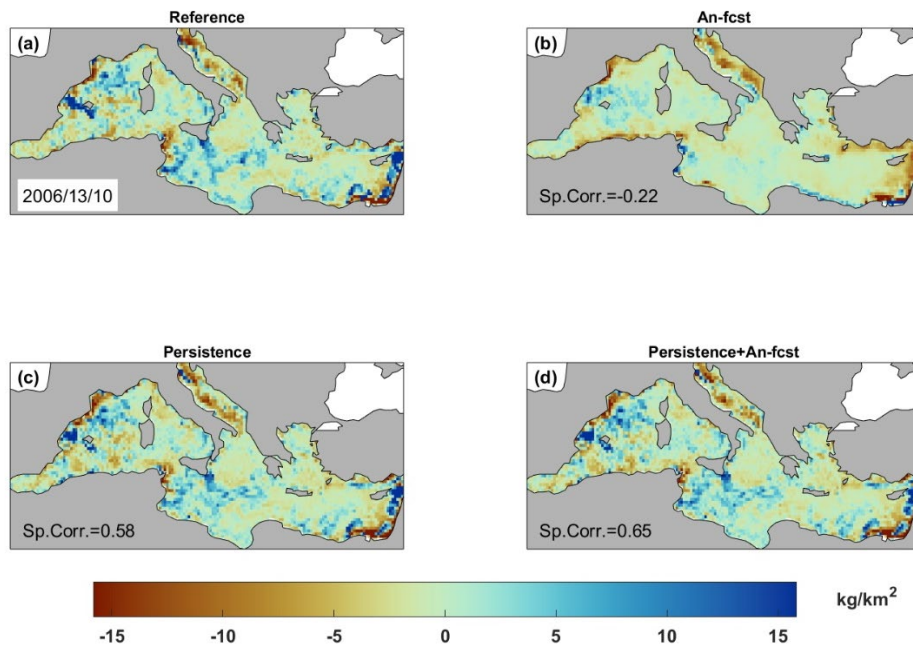 Reference
An-fcst
(a)
(b)
2006/13/10
Sp.Corr.=-0.22
Persistence
Persistence+An-fcst
(c)
(d)
Sp.Corr.=0.58
Sp.Corr.=0.65
kg/km²
-15 -10 -5 0 5 10 15